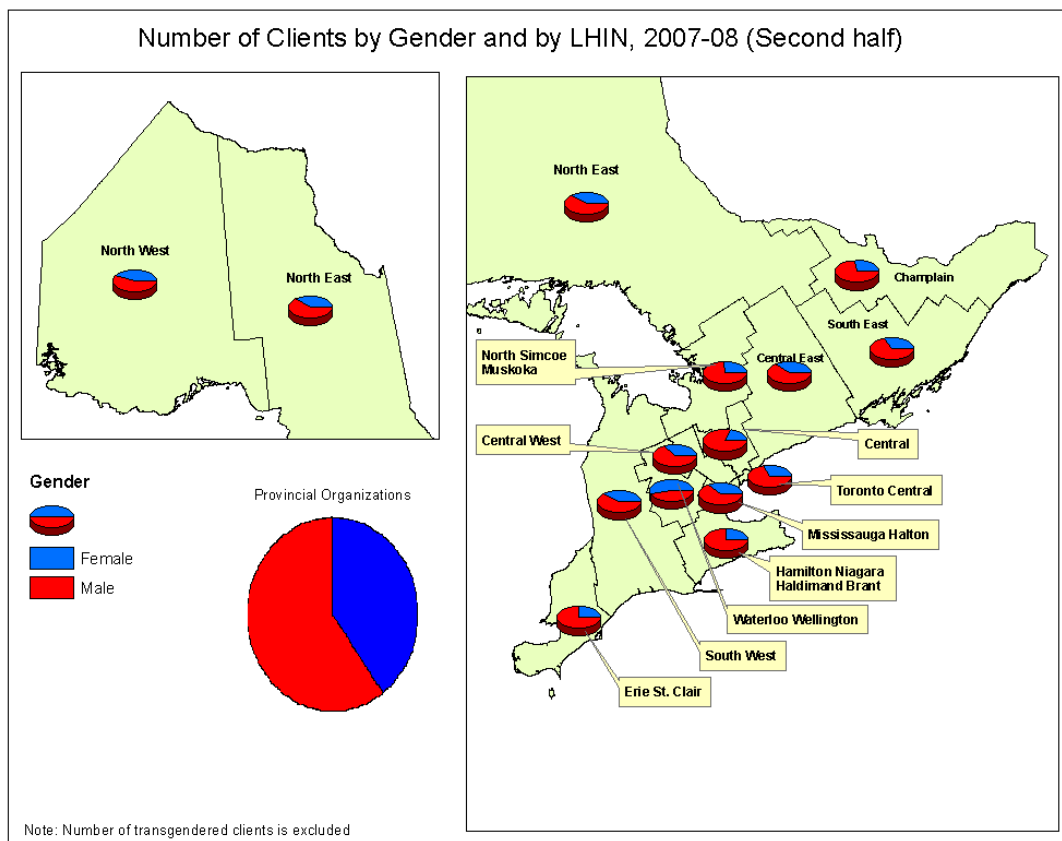 Number of Clients by Gender and by LHIN, 2007-08 (Second half)
North West
North East
North East
Champlain
South East
North Simcoe
Muskoka
Central East
Central West
Central
Toronto Central
Mississauga Halton
Hamilton Niagara
Haldimand Brant
Waterloo Wellington
South West
Erie St. Clair
Gender
Female
Male
Provincial Organizations
Note: Number of transgendered clients is excluded